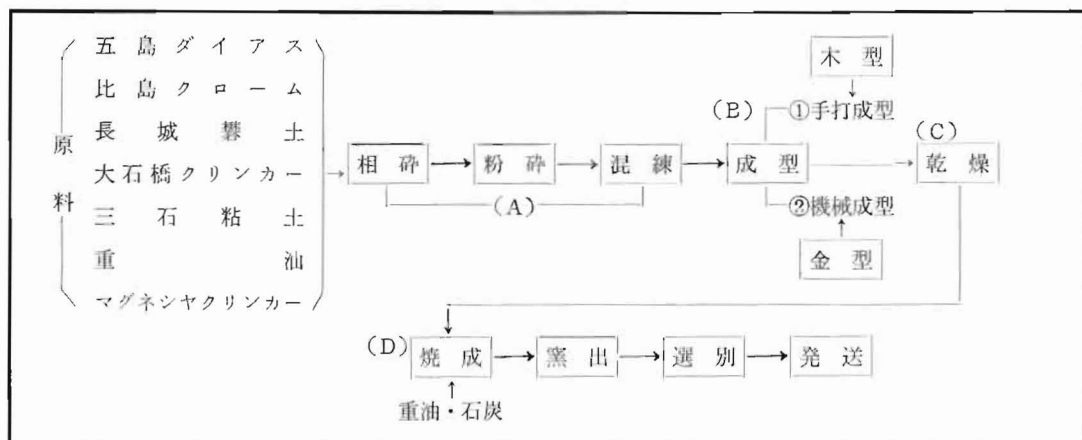 原料
五島ダイアス
比島クローム
長城礬土
大石橋クリンカー
三石粘土
重油
マグネシヤクリンカー
相砕
粉砕
混練
(A)
(B)
成型
木型
①手打成型
②機械成型
金型
(C)
乾燥
(D)
焼成
窯出
選別
発送
重油・石炭